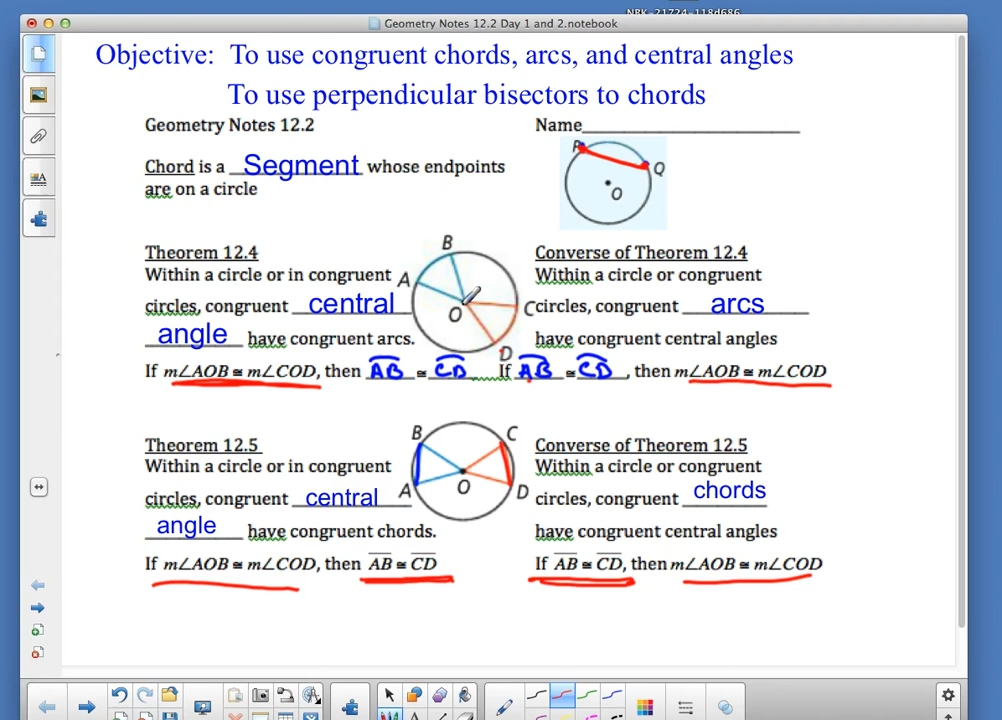 NRK-21724-118d686
Geometry Notes 12.2 Day 1 and 2.notebook
Objective: To use congruent chords, arcs, and central angles
To use perpendicular bisectors to chords
Geometry Notes 12.2
Name
Chord is a Segment whose endpoints
are on a circle
P
Q
O
Theorem 12.4
Within a circle or in congruent
circles, congruent central
angle have congruent arcs.
If m∠AOB ≅ m∠COD, then AB ≅ CD
B
A
O
C
D
Converse of Theorem 12.4
Within a circle or congruent
circles, congruent arcs
have congruent central angles
If AB ≅ CD, then m∠AOB ≅ m∠COD
Theorem 12.5
Within a circle or in congruent
circles, congruent central
angle have congruent chords.
If m∠AOB ≅ m∠COD, then AB ≅ CD
B
C
A
O
D
Converse of Theorem 12.5
Within a circle or congruent
circles, congruent chords
have congruent central angles
If AB ≅ CD, then m∠AOB ≅ m∠COD